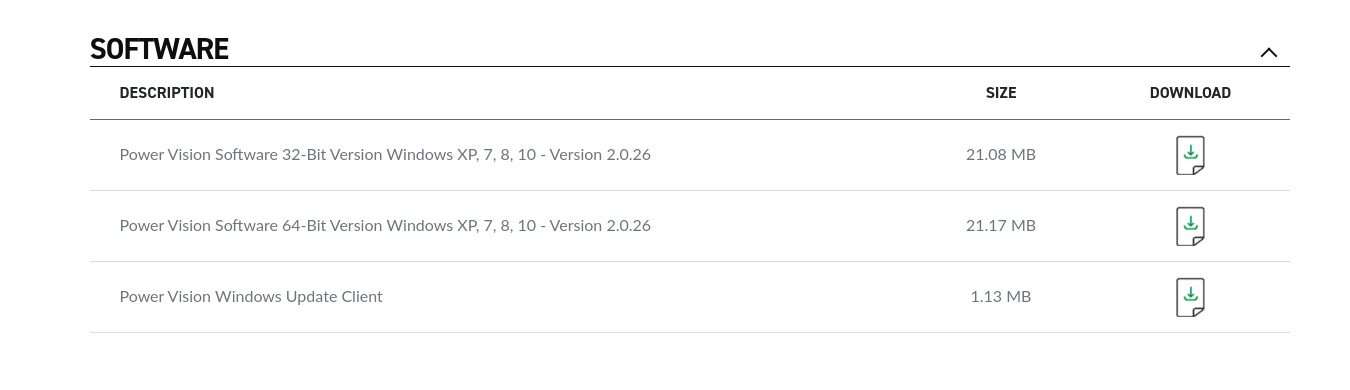 SOFTWARE
DESCRIPTION SIZE DOWNLOAD
Power Vision Software 32-Bit Version Windows XP, 7, 8, 10 - Version 2.0.26 21.08 MB
Power Vision Software 64-Bit Version Windows XP, 7, 8, 10 - Version 2.0.26 21.17 MB
Power Vision Windows Update Client 1.13 MB